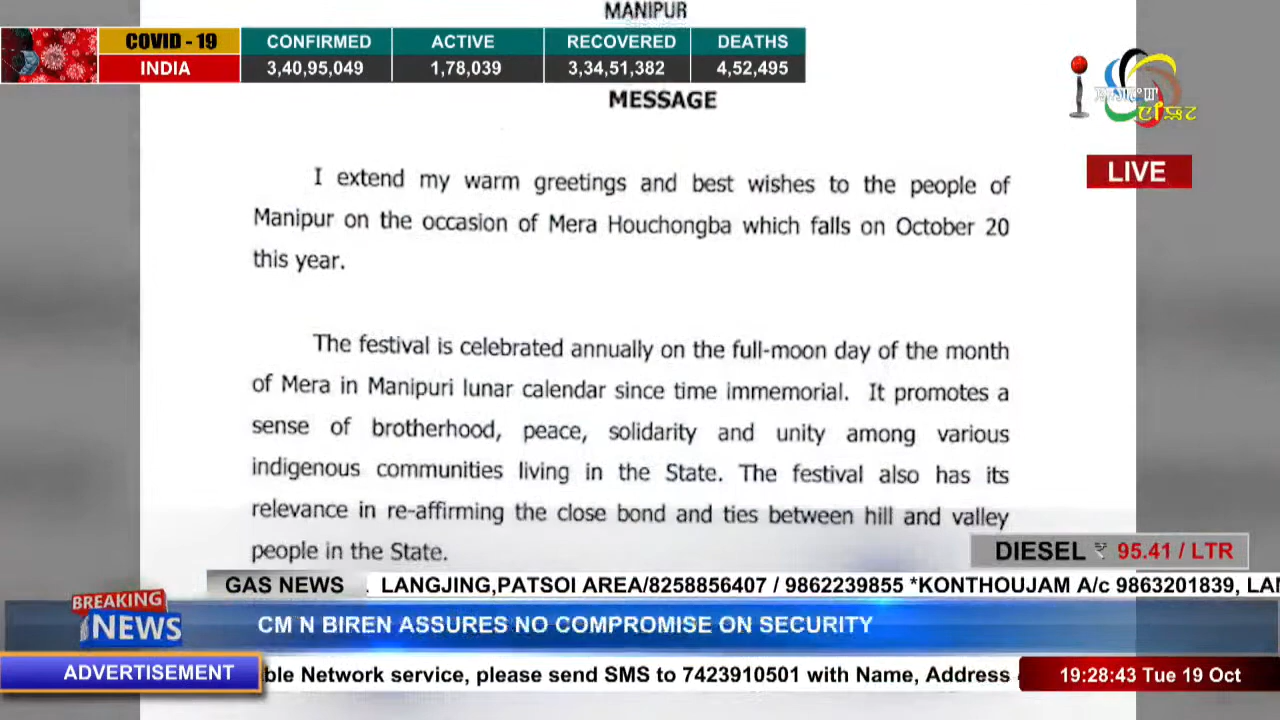 MANIPUR
COVID - 19 CONFIRMED ACTIVE RECOVERED DEATHS
INDIA 3,40,95,049 1,78,039 3,34,51,382 4,52,495
MESSAGE
LIVE
I extend my warm greetings and best wishes to the people of
Manipur on the occasion of Mera Houchongba which falls on October 20
this year.
The festival is celebrated annually on the full-moon day of the month
of Mera in Manipuri lunar calendar since time immemorial. It promotes a
sense of brotherhood, peace, solidarity and unity among various
indigenous communities living in the State. The festival also has its
relevance in re-affirming the close bond and ties between hill and valley
people in the State.
DIESEL ₹ 95.41 / LTR
GAS NEWS . LANGJING,PATSOI AREA/8258856407 / 9862239855 *KONTHOUJAM A/c 9863201839, LAI
BREAKING
NEWS
CM N BIREN ASSURES NO COMPROMISE ON SECURITY
ADVERTISEMENT ble Network service, please send SMS to 7423910501 with Name, Address
19:28:43 Tue 19 Oct